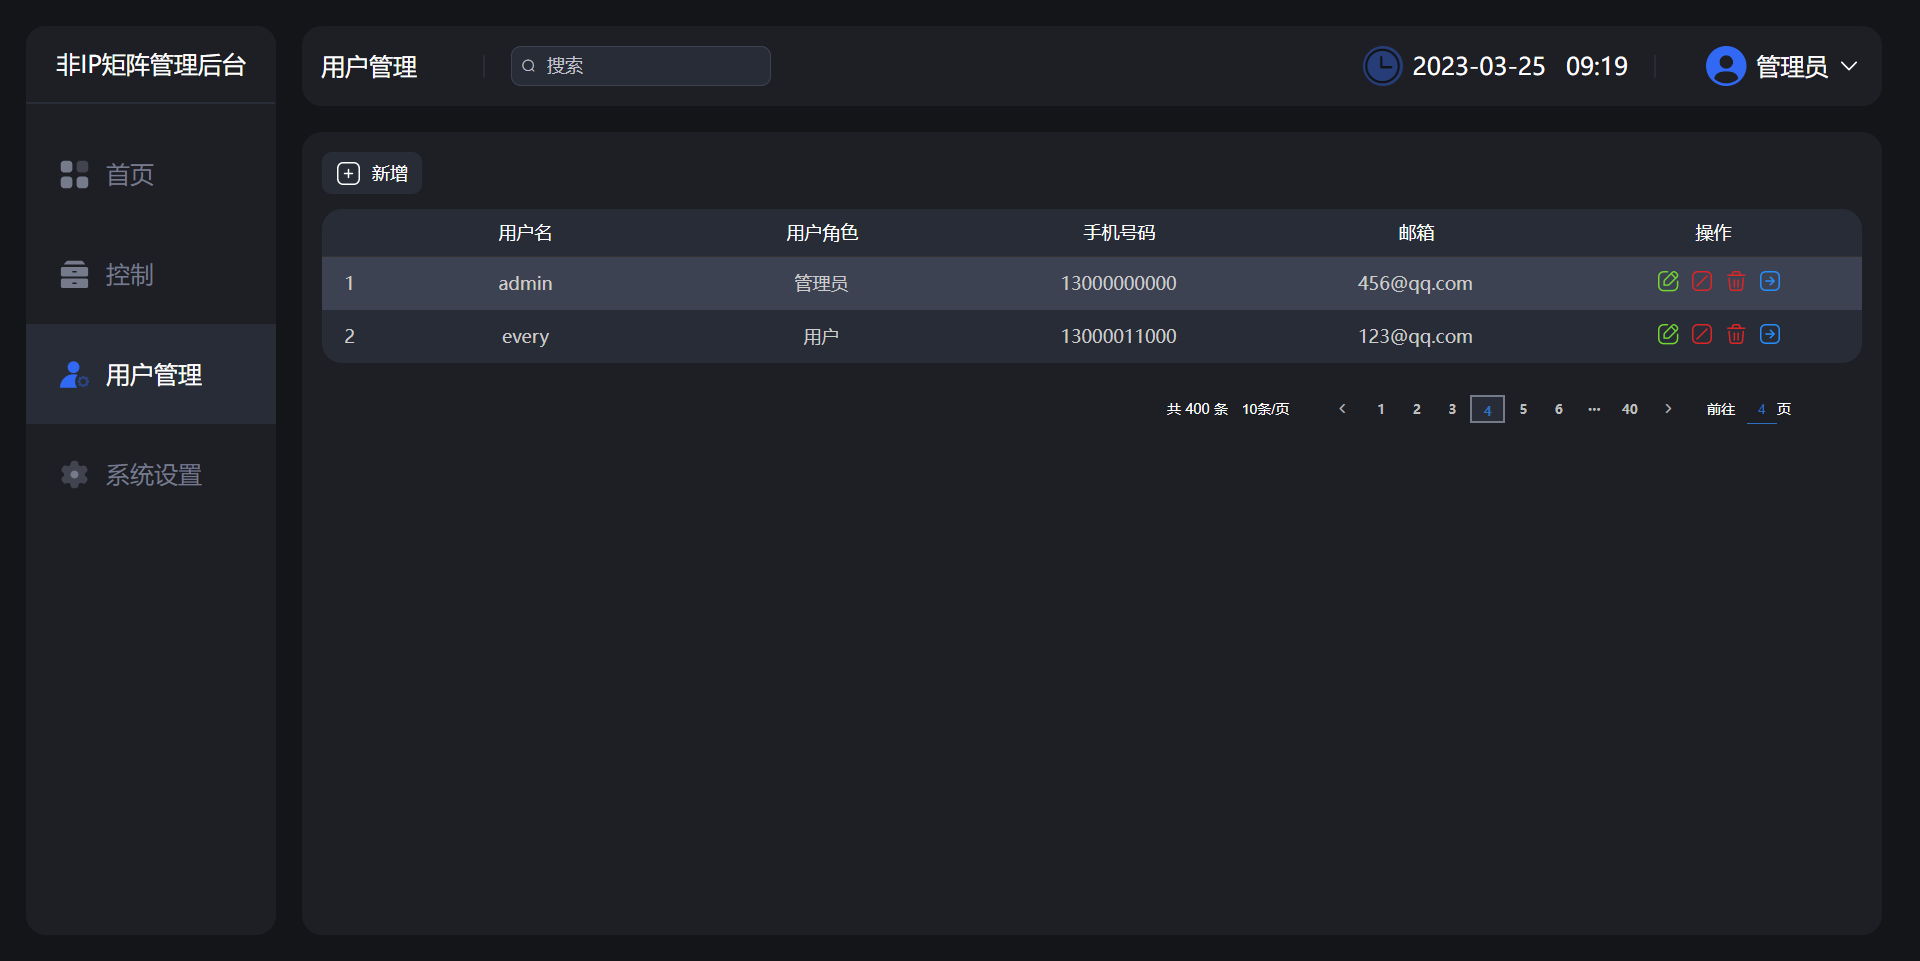 非IP矩阵管理后台
首页
控制
用户管理
系统设置
用户管理 搜索 2023-03-25 09:19 管理员
新增
用户名 用户角色 手机号码 邮箱 操作
1 admin 管理员 13000000000 456@qq.com
2 every 用户 13000011000 123@qq.com
共 400 条 10条/页 1 2 3 4 5 6 ··· 40 前往 4 页